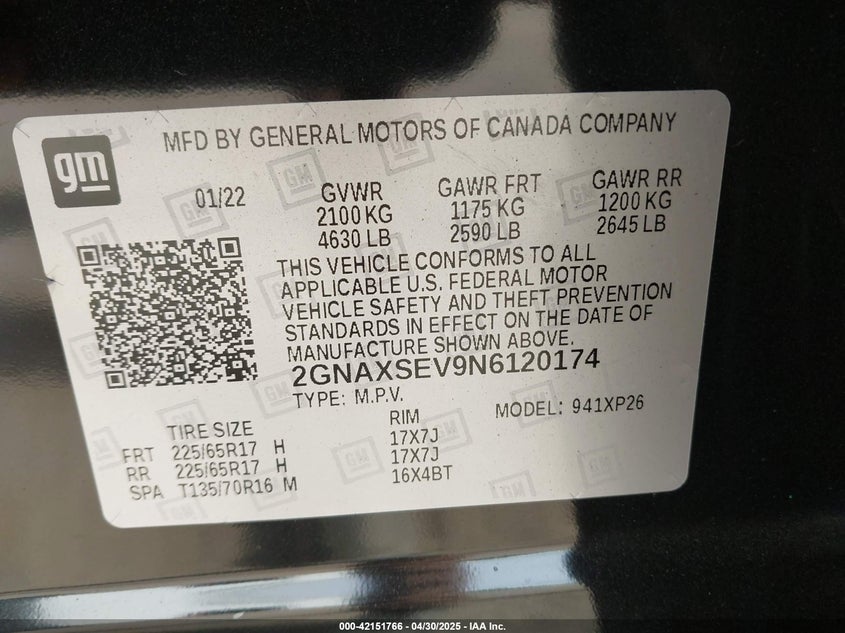 MFD BY GENERAL MOTORS OF CANADA COMPANY
gm
01/22
GVWR
2100 KG
4630 LB
GAWR FRT
1175 KG
2590 LB
GAWR RR
1200 KG
2645 LB
THIS VEHICLE CONFORMS TO ALL
APPLICABLE U.S. FEDERAL MOTOR
VEHICLE SAFETY AND THEFT PREVENTION
STANDARDS IN EFFECT ON THE DATE OF
MANUFACTURE SHOWN ABOVE.
2GNAXSEV9N6120174
TYPE: M.P.V.
MODEL: 941XP26
TIRE SIZE
RIM
FRT 225/65R17 H 17X7J
RR 225/65R17 H 17X7J
SPA T135/70R16 M 16X4BT
000-42151766 - 04/30/2025 - IAA Inc.